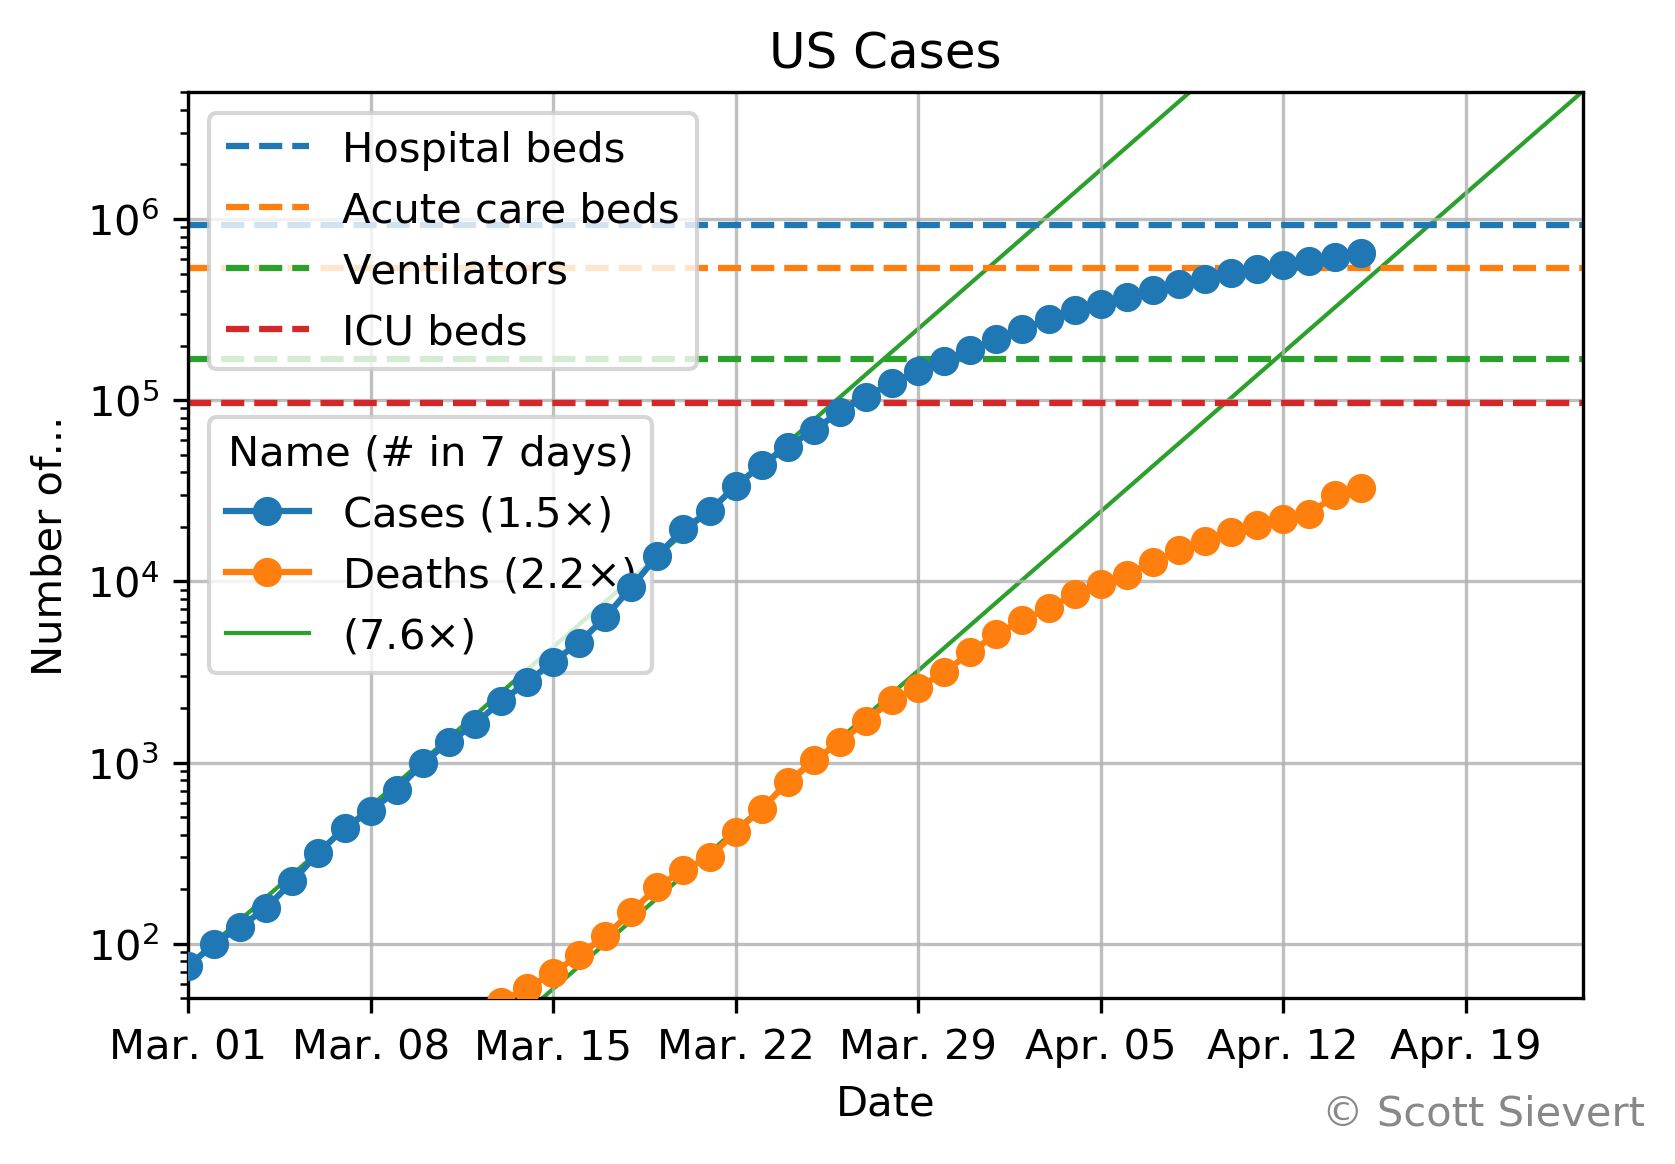 US Cases
Hospital beds
Acute care beds
Ventilators
ICU beds
Name (# in 7 days)
Cases (1.5×)
Deaths (2.2×)
(7.6×)
Number of...
10⁶
10⁵
10⁴
10³
10²
Mar. 01 Mar. 08 Mar. 15 Mar. 22 Mar. 29 Apr. 05 Apr. 12 Apr. 19
Date
© Scott Sievert